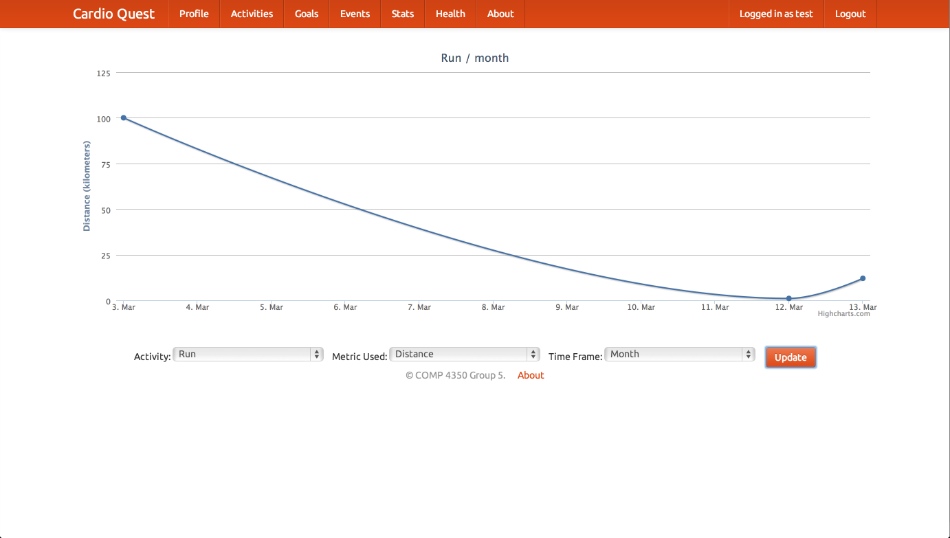 Cardio Quest Profile Activities Goals Events Stats Health About Logged in as test Logout
Run / month
125
100
75
50
25
0
Distance (kilometers)
3. Mar 4. Mar 5. Mar 6. Mar 7. Mar 8. Mar 9. Mar 10. Mar 11. Mar 12. Mar 13. Mar
Highcharts.com
Activity: Run Metric Used: Distance Time Frame: Month Update
© COMP 4350 Group 5. About